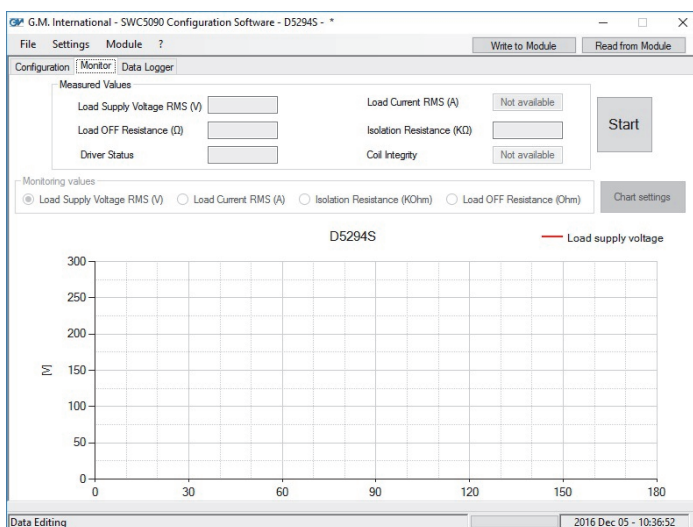 GM G.M. International - SWC5090 Configuration Software - D5294S - *
File Settings Module ? Write to Module Read from Module
Configuration Monitor Data Logger
Measured Values
Load Supply Voltage RMS (V) Load Current RMS (A) Not available
Start
Load OFF Resistance (Ω) Isolation Resistance (KΩ)
Driver Status Coil Integrity Not available
Monitoring values
Load Supply Voltage RMS (V) Load Current RMS (A) Isolation Resistance (KOhm) Load OFF Resistance (Ohm) Chart settings
D5294S
Load supply voltage
300
250
200
[V]
150
100
50
0
0 30 60 90 120 150 180
Data Editing 2016 Dec 05 - 10:36:52